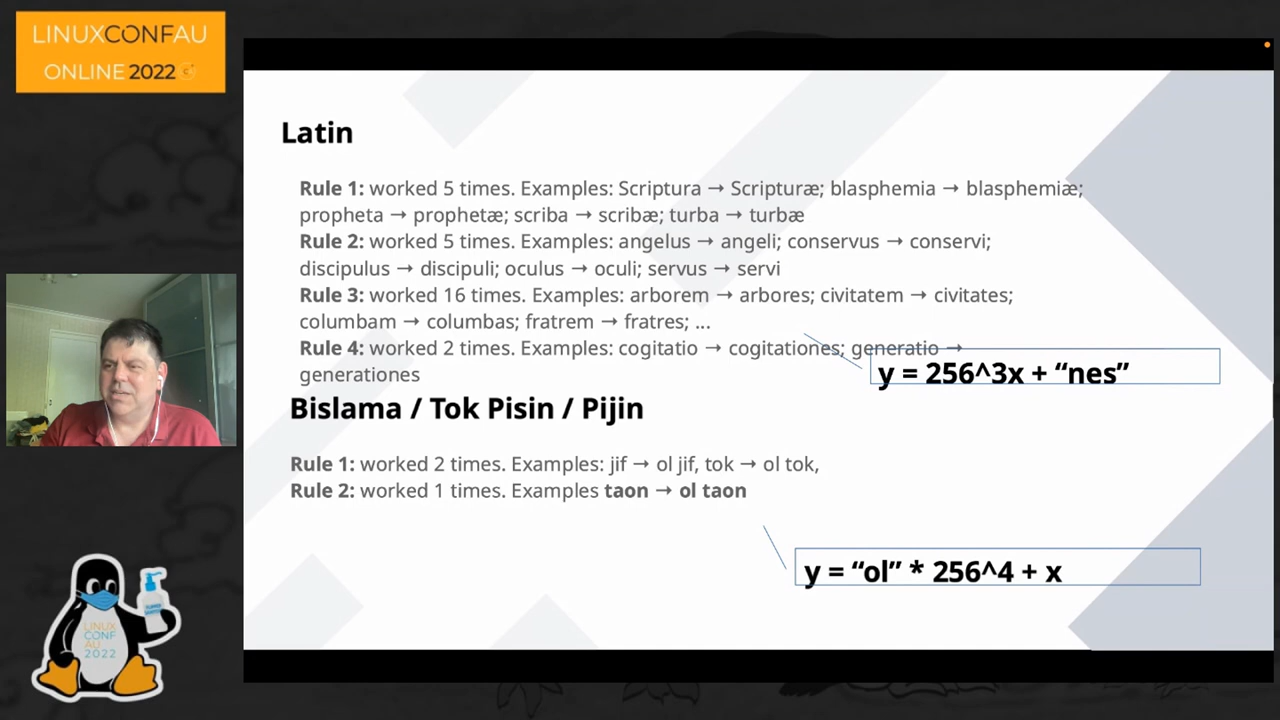 LINUXCONFAU
ONLINE 2022
Latin
Rule 1: worked 5 times. Examples: Scriptura → Scripturæ; blasphemia → blasphemiæ;
propheta → prophetæ; scriba → scribæ; turba → turbæ
Rule 2: worked 5 times. Examples: angelus → angeli; conservus → conservi;
discipulus → discipuli; oculus → oculi; servus → servi
Rule 3: worked 16 times. Examples: arborem → arbores; civitatem → civitates;
columbam → columbas; fratrem → fratres; ...
Rule 4: worked 2 times. Examples: cogitatio → cogitationes; generatio →
generationes
y = 256^3x + “nes”
Bislama / Tok Pisin / Pijin
Rule 1: worked 2 times. Examples: jif → ol jif, tok → ol tok,
Rule 2: worked 1 times. Examples taon → ol taon
y = “ol” * 256^4 + x
LINUX
CONF
AU
2022